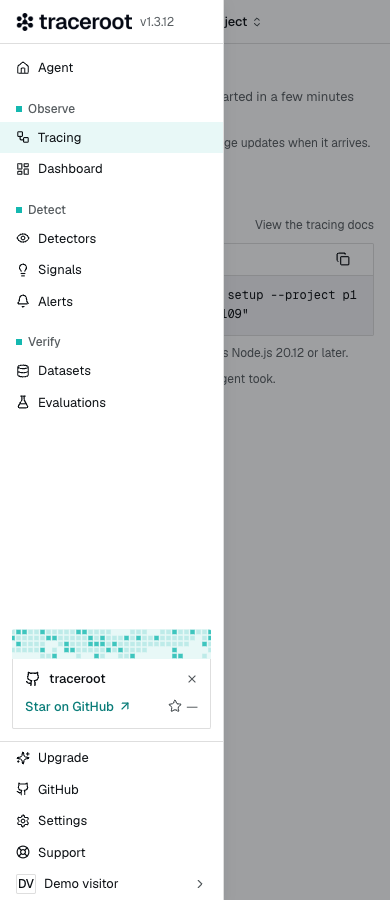 traceroot v1.3.12
ject
Agent
Observe
arted in a few minutes
Tracing
ge updates when it arrives.
Dashboard
Detect
View the tracing docs
Detectors
Signals
setup --project p1
Alerts
109"
Verify
s Node.js 20.12 or later.
Datasets
gent took.
Evaluations
traceroot
Star on GitHub
—
Upgrade
GitHub
Settings
Support
DV Demo visitor